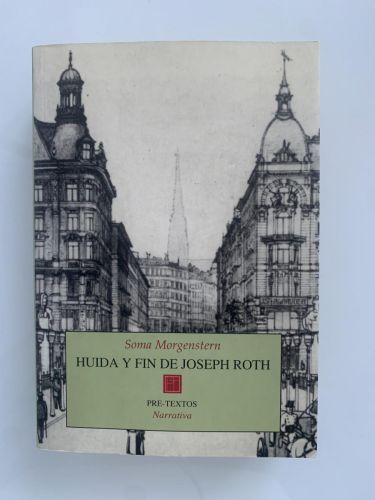 Soma Morgenstern
HUIDA Y FIN DE JOSEPH ROTH
PRE-TEXTOS
Narrativa